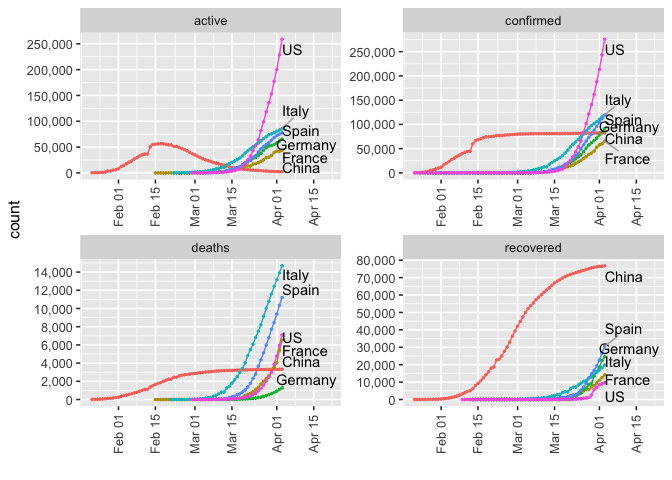 active
confirmed
250,000
200,000
150,000
100,000
50,000
0
US
Italy
Spain
Germany
France
China
Feb 01
Feb 15
Mar 01
Mar 15
Apr 01
Apr 15
250,000
200,000
150,000
100,000
50,000
0
US
Italy
Spain
Germany
China
France
Feb 01
Feb 15
Mar 01
Mar 15
Apr 01
Apr 15
count
deaths
recovered
14,000
12,000
10,000
8,000
6,000
4,000
2,000
0
Italy
Spain
US
France
China
Germany
Feb 01
Feb 15
Mar 01
Mar 15
Apr 01
Apr 15
80,000
70,000
60,000
50,000
40,000
30,000
20,000
10,000
0
China
Spain
Germany
Italy
France
US
Feb 01
Feb 15
Mar 01
Mar 15
Apr 01
Apr 15